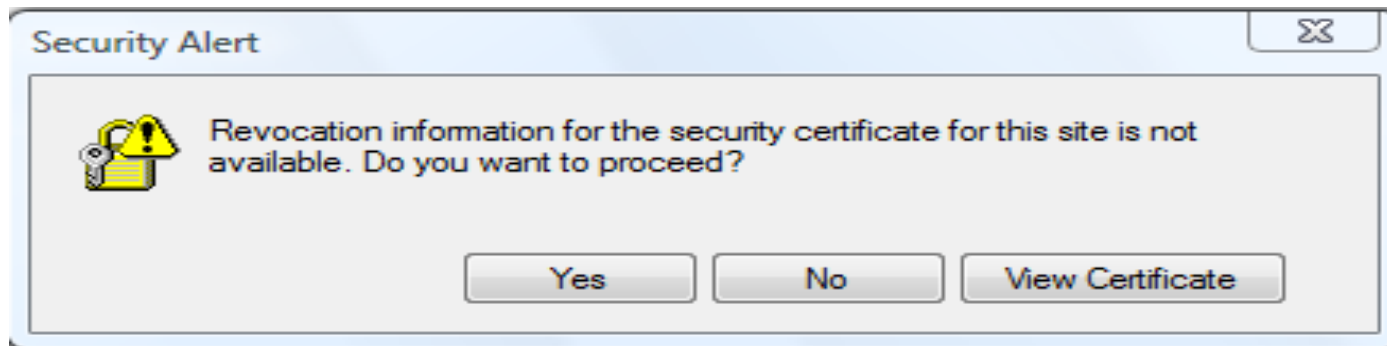 Security Alert
Revocation information for the security certificate for this site is not
available. Do you want to proceed?
Yes
No
View Certificate